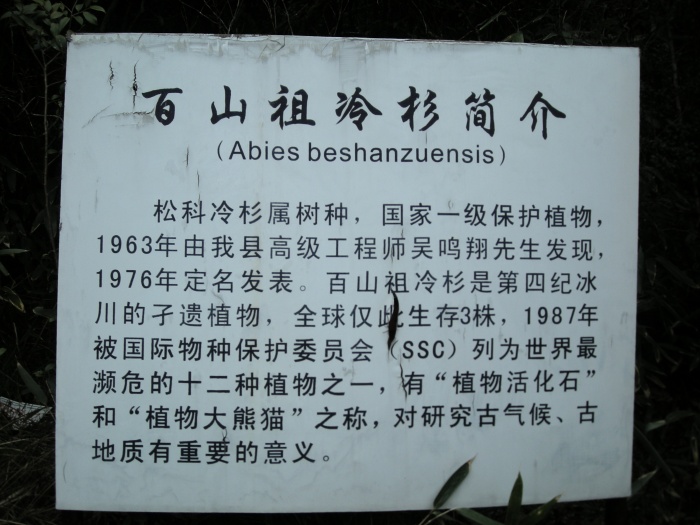 百山祖冷杉简介
(Abies beshanzuensis)
松科冷杉属树种，国家一级保护植物，
1963年由我县高级工程师吴鸣翔先生发现，
1976年定名发表。百山祖冷杉是第四纪冰
川的孑遗植物，全球仅此生存3株，1987年
被国际物种保护委员会（SSC）列为世界最
濒危的十二种植物之一，有“植物活化石”
和“植物大熊猫”之称，对研究古气候、古
地质有重要的意义。